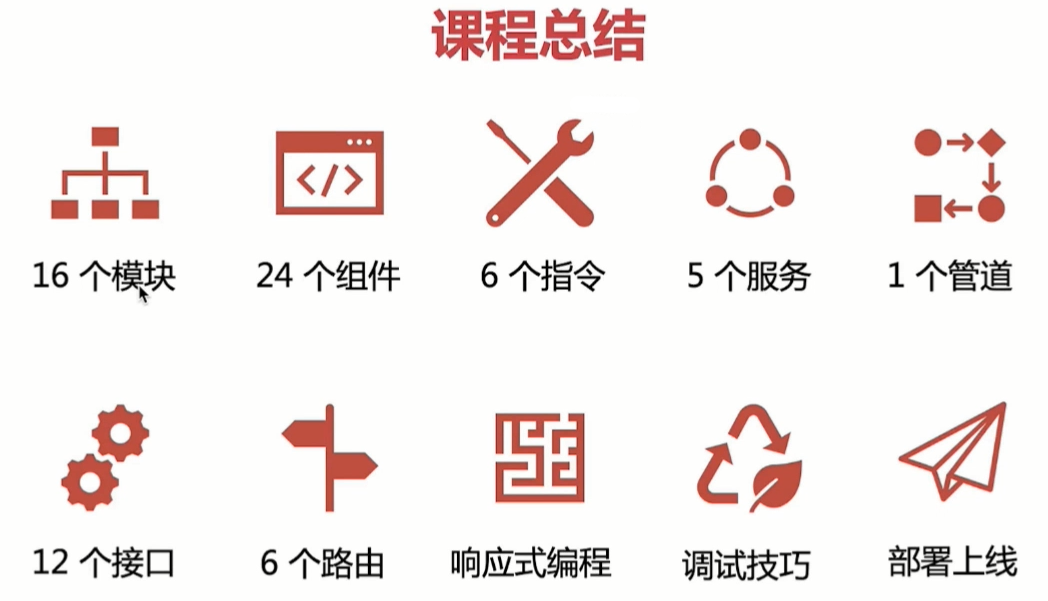 课程总结
16 个模块
24 个组件
6 个指令
5 个服务
1 个管道
12 个接口
6 个路由
响应式编程
调试技巧
部署上线